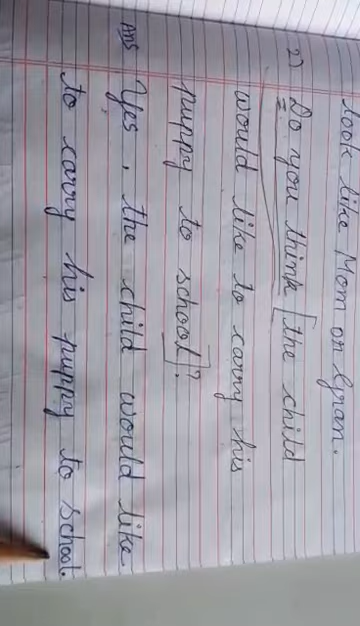 look like Mom or Gran.
2) Do you think [the child
would like to carry his
puppy to school]?
Ans Yes, the child would like
to carry his puppy to school.